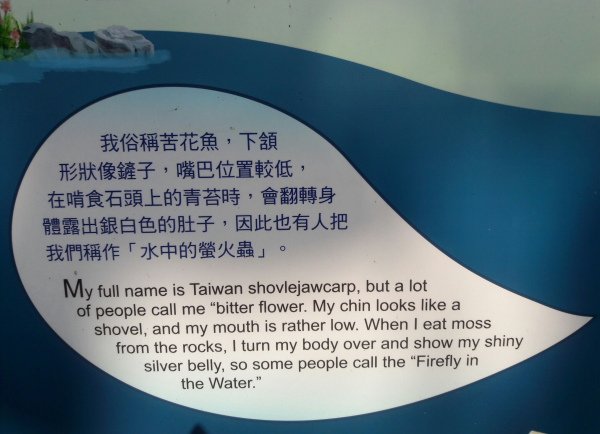 我俗稱苦花魚，下頷
形狀像鏟子，嘴巴位置較低，
在啃食石頭上的青苔時，會翻轉身
體露出銀白色的肚子，因此也有人把
我們稱作「水中的螢火蟲」。
My full name is Taiwan shovlejawcarp, but a lot
of people call me “bitter flower. My chin looks like a
shovel, and my mouth is rather low. When I eat moss
from the rocks, I turn my body over and show my shiny
silver belly, so some people call the “Firefly in
the Water.”